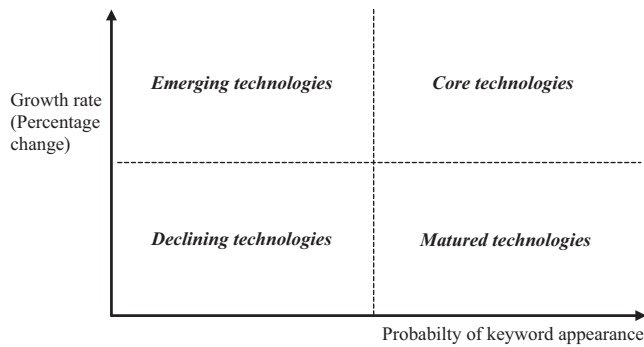 Emerging technologies
Core technologies
Growth rate
(Percentage
change)
Declining technologies
Matured technologies
Probabilty of keyword appearance